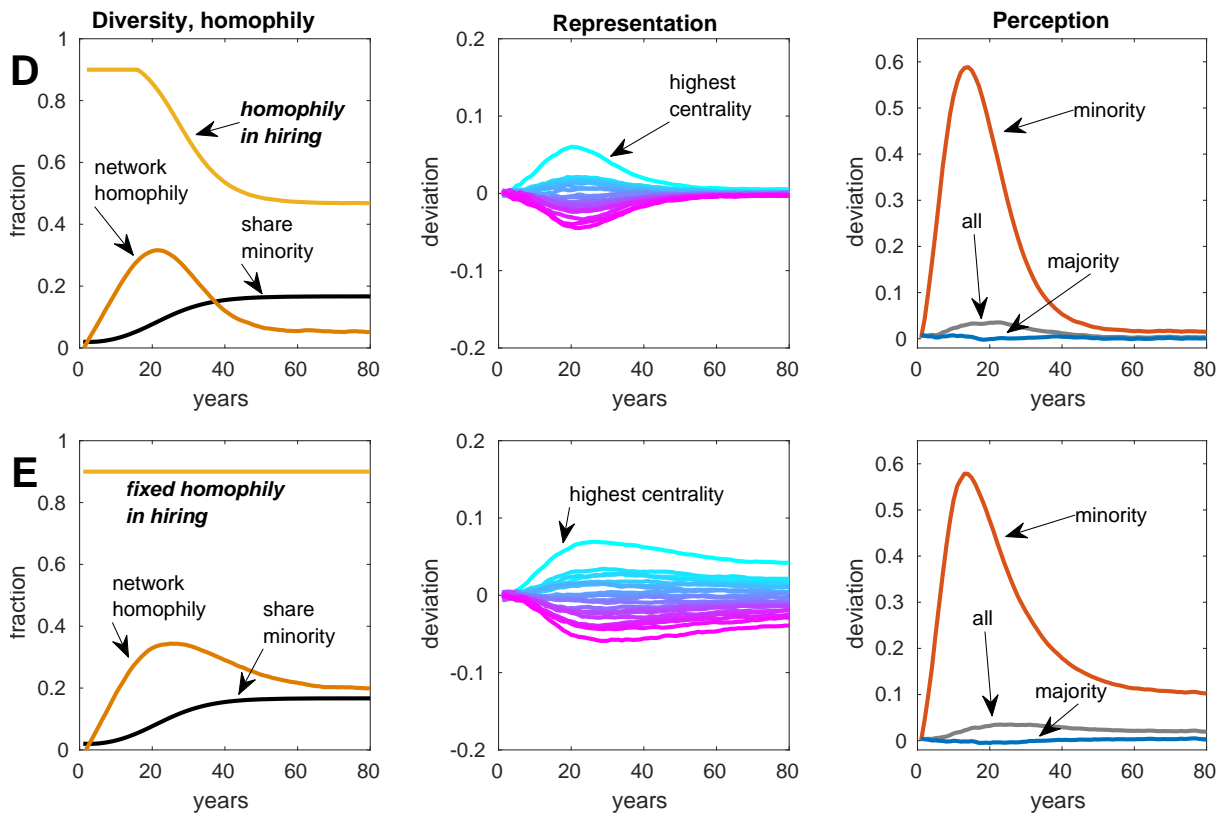 Diversity, homophily
Representation
Perception
D
1
0.8
0.6
0.4
0.2
0
fraction
homophily
in hiring
network
homophily
share
minority
0 20 40 60 80
years
0.2
0.1
0
-0.1
-0.2
deviation
highest
centrality
0 20 40 60 80
years
0.6
0.5
0.4
0.3
0.2
0.1
0
deviation
minority
all
majority
0 20 40 60 80
years
E
1
0.8
0.6
0.4
0.2
0
fraction
fixed homophily
in hiring
network
homophily
share
minority
0 20 40 60 80
years
0.2
0.1
0
-0.1
-0.2
deviation
highest centrality
0 20 40 60 80
years
0.6
0.5
0.4
0.3
0.2
0.1
0
deviation
minority
all
majority
0 20 40 60 80
years